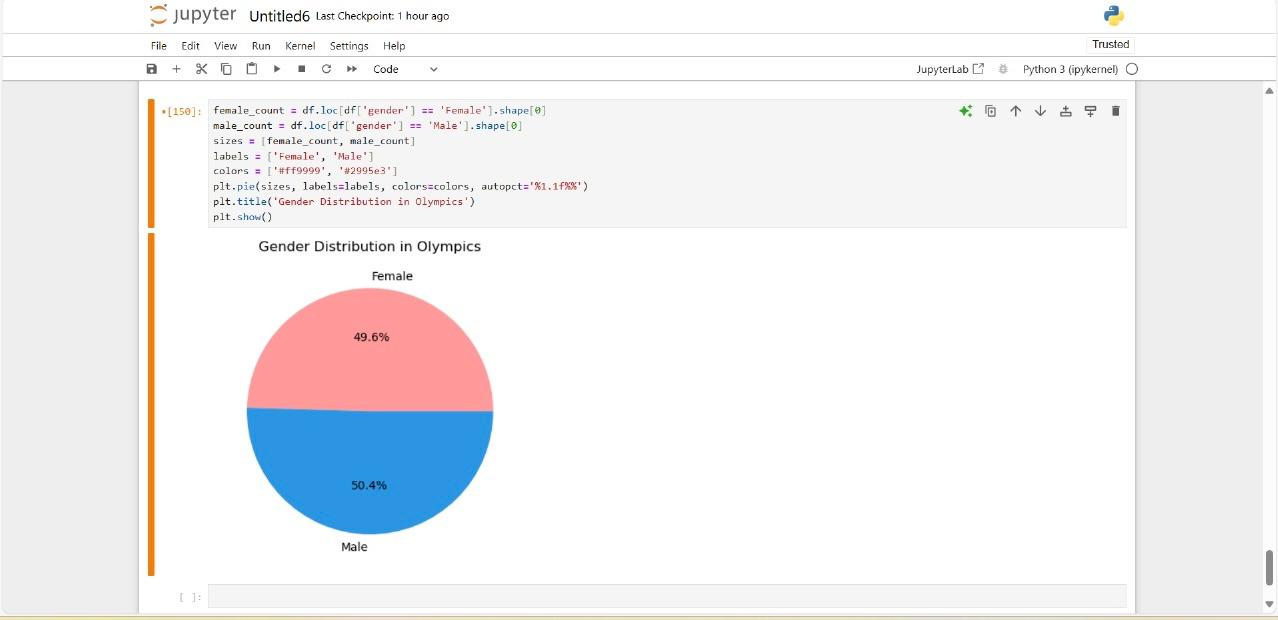 jupyter Untitled6 Last Checkpoint: 1 hour ago
File Edit View Run Kernel Settings Help Trusted
Code JupyterLab Python 3 (ipykernel)
[150]: female_count = df.loc[df['gender'] == 'Female'].shape[0]
male_count = df.loc[df['gender'] == 'Male'].shape[0]
sizes = [female_count, male_count]
labels = ['Female', 'Male']
colors = ['#ff9999', '#2995e3']
plt.pie(sizes, labels=labels, colors=colors, autopct='%1.1f%%')
plt.title('Gender Distribution in Olympics')
plt.show()
Gender Distribution in Olympics
Female
49.6%
50.4%
Male
[ ]: